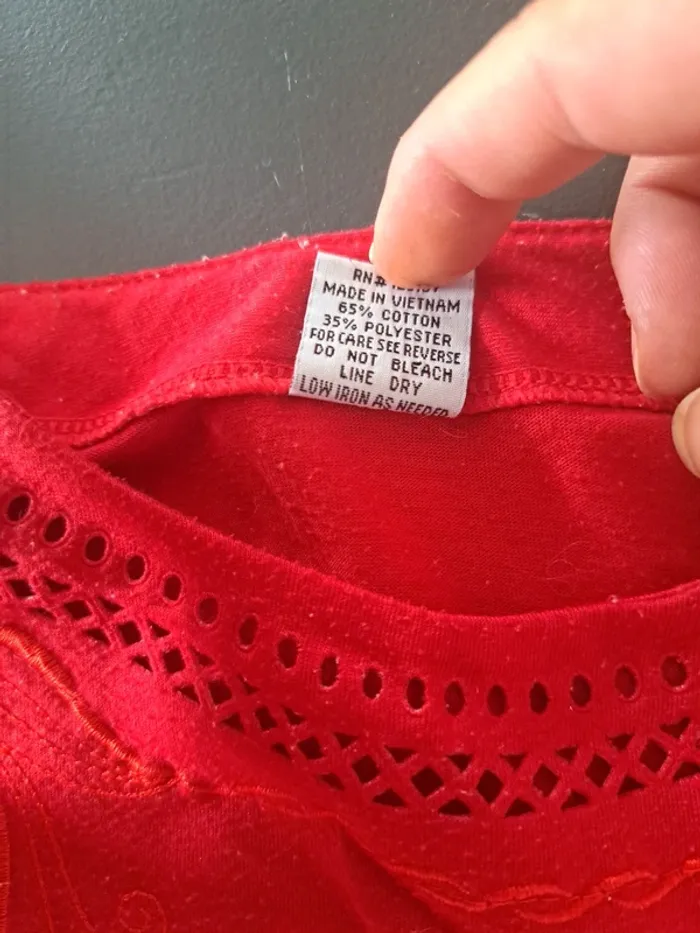 RN#
MADE IN VIETNAM
65% COTTON
35% POLYESTER
FOR CARE SEE REVERSE
DO NOT BLEACH
LINE DRY
LOW IRON AS NEEDED